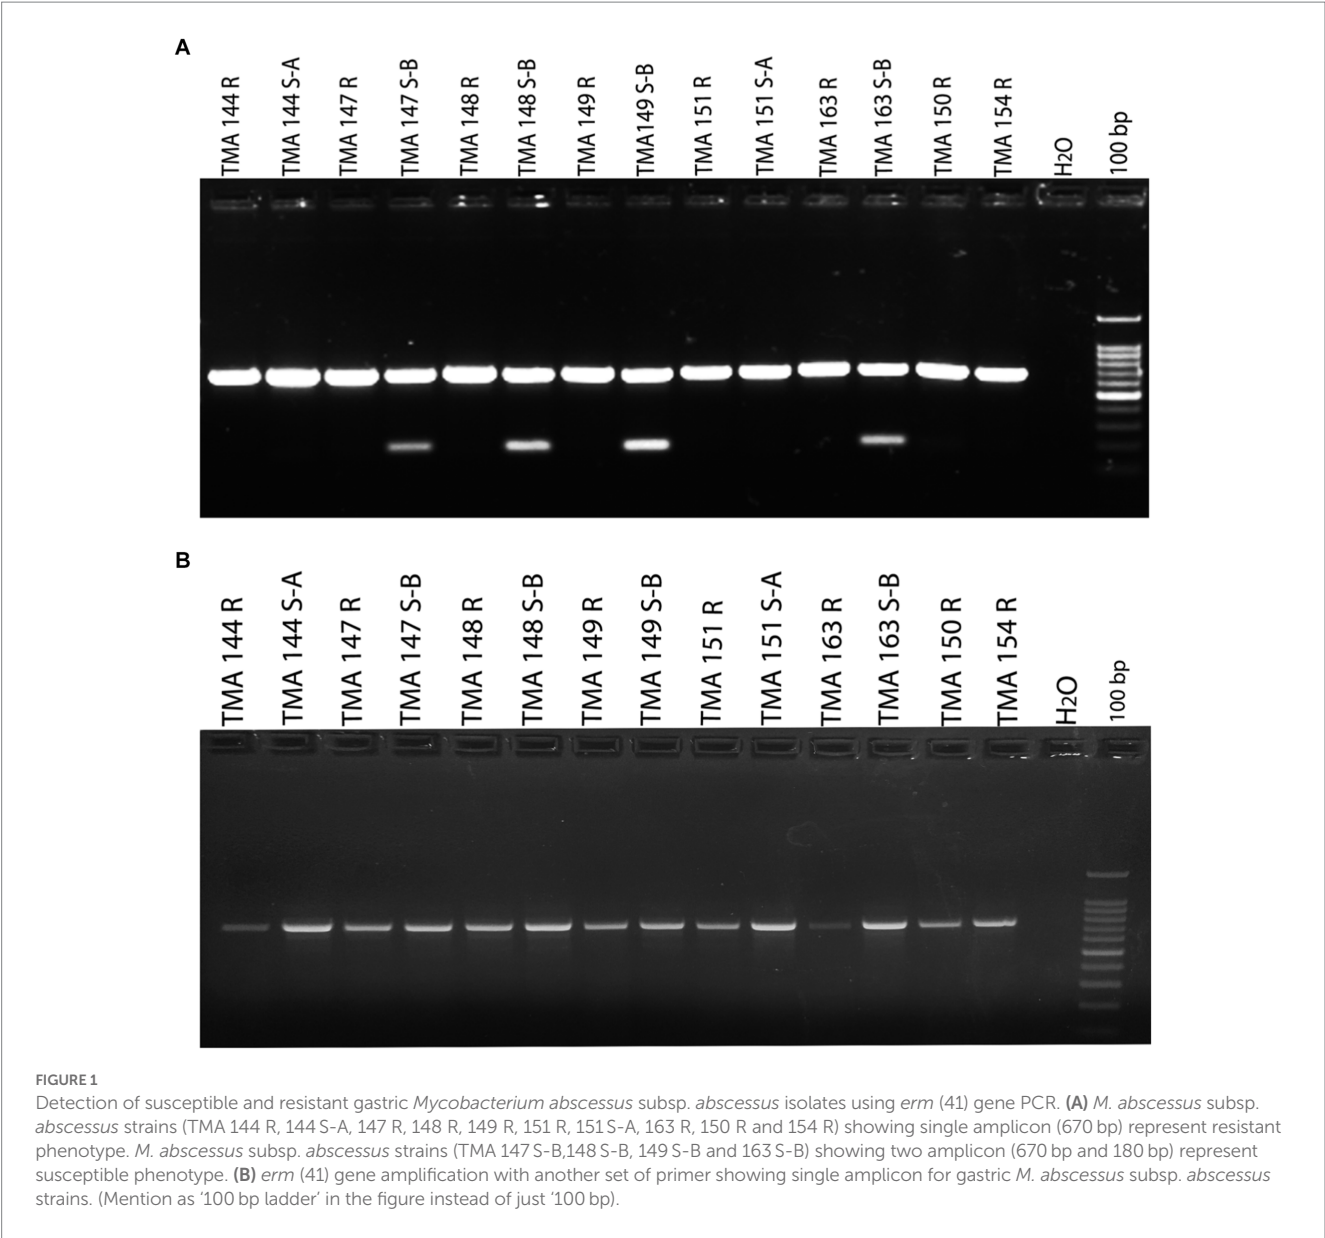 A
TMA 144 R
TMA 144 S-A
TMA 147 R
TMA 147 S-B
TMA 148 R
TMA 148 S-B
TMA 149 R
TMA149 S-B
TMA 151 R
TMA 151 S-A
TMA 163 R
TMA 163 S-B
TMA 150 R
TMA 154 R
H2O
100 bp
B
TMA 144 R
TMA 144 S-A
TMA 147 R
TMA 147 S-B
TMA 148 R
TMA 148 S-B
TMA 149 R
TMA 149 S-B
TMA 151 R
TMA 151 S-A
TMA 163 R
TMA 163 S-B
TMA 150 R
TMA 154 R
H2O
100 bp
FIGURE 1
Detection of susceptible and resistant gastric Mycobacterium abscessus subsp. abscessus isolates using erm (41) gene PCR. (A) M. abscessus subsp.
abscessus strains (TMA 144 R, 144 S-A, 147 R, 148 R, 149 R, 151 R, 151 S-A, 163 R, 150 R and 154 R) showing single amplicon (670 bp) represent resistant
phenotype. M. abscessus subsp. abscessus strains (TMA 147 S-B,148 S-B, 149 S-B and 163 S-B) showing two amplicon (670 bp and 180 bp) represent
susceptible phenotype. (B) erm (41) gene amplification with another set of primer showing single amplicon for gastric M. abscessus subsp. abscessus
strains. (Mention as ‘100 bp ladder’ in the figure instead of just ‘100 bp).